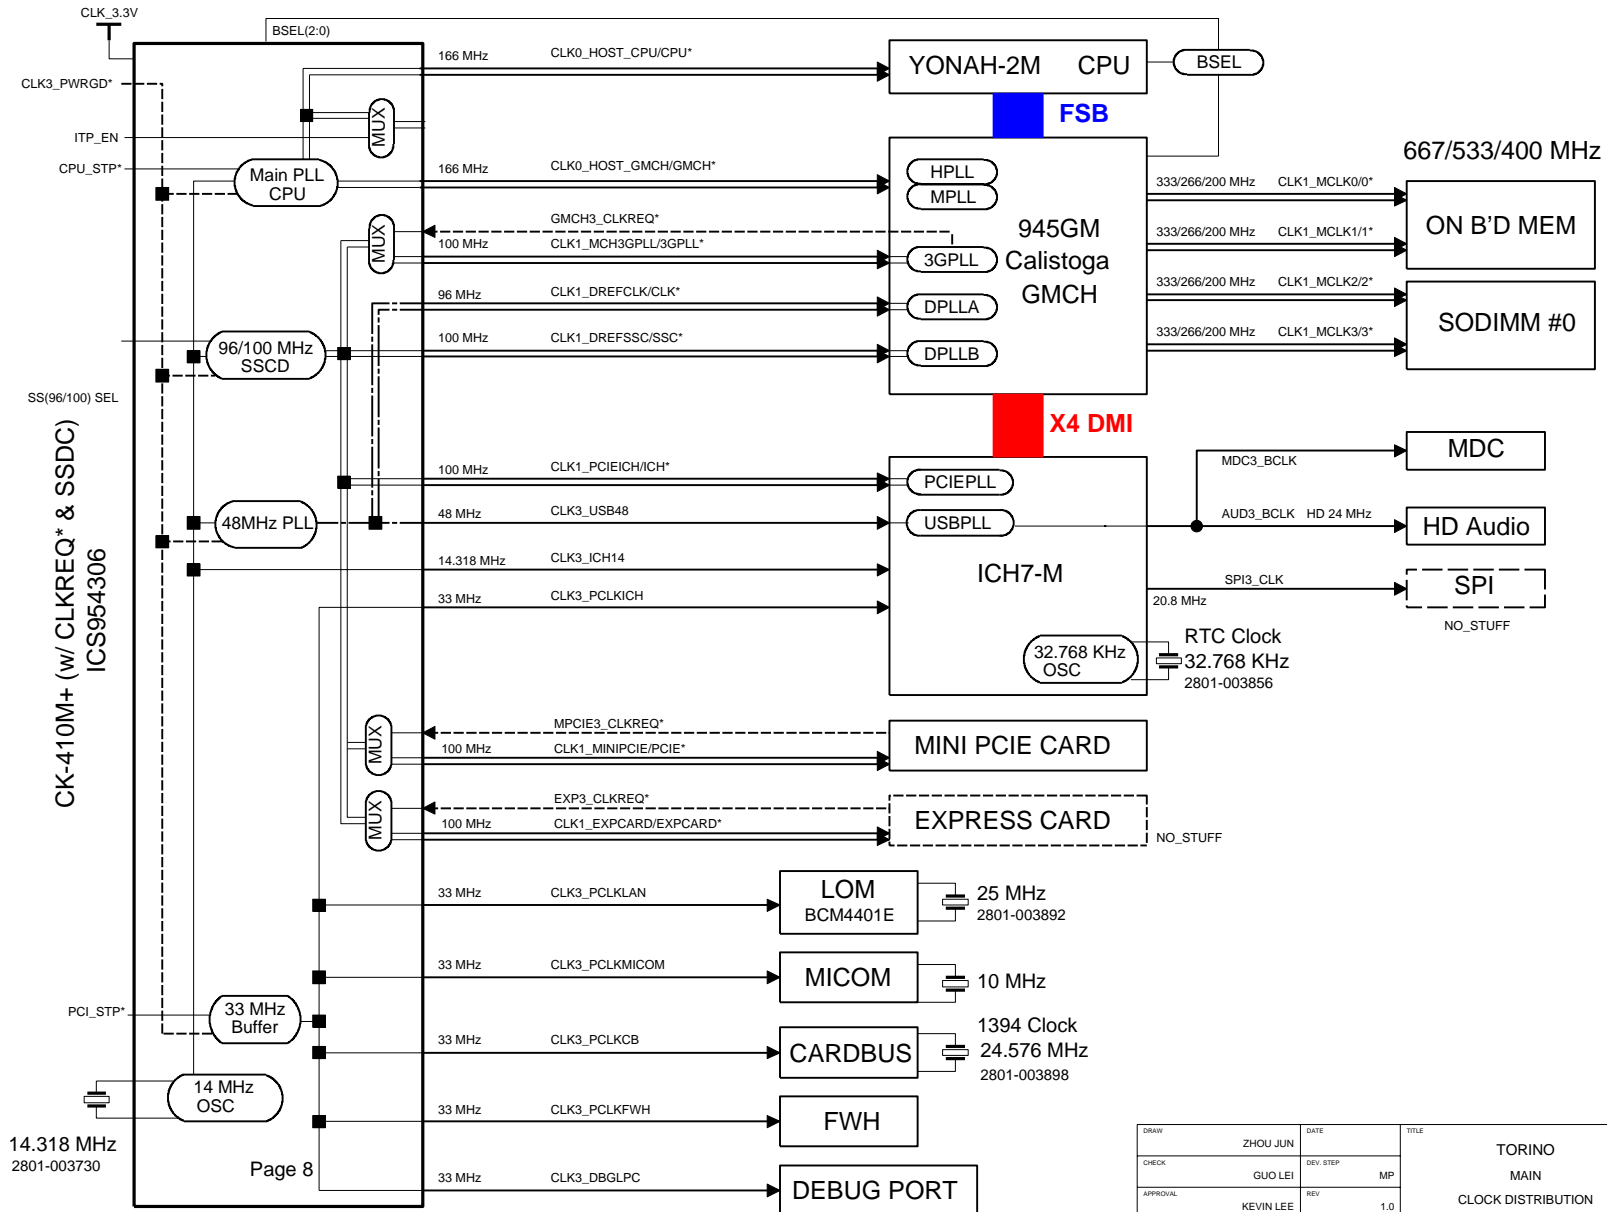 CLK_3.3V
BSEL(2:0)
CLK3_PWRGD*
ITP_EN
CPU_STP*
SS(96/100) SEL
CK-410M+ (w/ CLKREQ* & SSDC)
ICS954306
PCI_STP*
14.318 MHz
2801-003730
Page 8
MUX
Main PLL
CPU
MUX
96/100 MHz
SSCD
48MHz PLL
MUX
MUX
33 MHz
Buffer
14 MHz
OSC
166 MHz CLK0_HOST_CPU/CPU*
166 MHz CLK0_HOST_GMCH/GMCH*
GMCH3_CLKREQ*
100 MHz CLK1_MCH3GPLL/3GPLL*
96 MHz CLK1_DREFCLK/CLK*
100 MHz CLK1_DREFSSC/SSC*
100 MHz CLK1_PCIEICH/ICH*
48 MHz CLK3_USB48
14.318 MHz CLK3_ICH14
33 MHz CLK3_PCLKICH
MPCIE3_CLKREQ*
100 MHz CLK1_MINIPCIE/PCIE*
EXP3_CLKREQ*
100 MHz CLK1_EXPCARD/EXPCARD*
33 MHz CLK3_PCLKLAN
33 MHz CLK3_PCLKMICOM
33 MHz CLK3_PCLKCB
33 MHz CLK3_PCLKFWH
33 MHz CLK3_DBGLPC
YONAH-2M CPU
BSEL
FSB
HPLL
MPLL
3GPLL
DPLLA
DPLLB
945GM
Calistoga
GMCH
667/533/400 MHz
333/266/200 MHz CLK1_MCLK0/0*
333/266/200 MHz CLK1_MCLK1/1*
333/266/200 MHz CLK1_MCLK2/2*
333/266/200 MHz CLK1_MCLK3/3*
ON B'D MEM
SODIMM #0
X4 DMI
PCIEPLL
USBPLL
ICH7-M
32.768 KHz
OSC
RTC Clock
32.768 KHz
2801-003856
MDC3_BCLK
MDC
AUD3_BCLK HD 24 MHz
HD Audio
SPI3_CLK
20.8 MHz
SPI
NO_STUFF
MINI PCIE CARD
EXPRESS CARD
NO_STUFF
LOM
BCM4401E
25 MHz
2801-003892
MICOM
10 MHz
CARDBUS
1394 Clock
24.576 MHz
2801-003898
FWH
DEBUG PORT
DRAW
ZHOU JUN
DATE
TITLE
TORINO
MAIN
CLOCK DISTRIBUTION
CHECK
GUO LEI
DEV. STEP
MP
APPROVAL
KEVIN LEE
REV
1.0